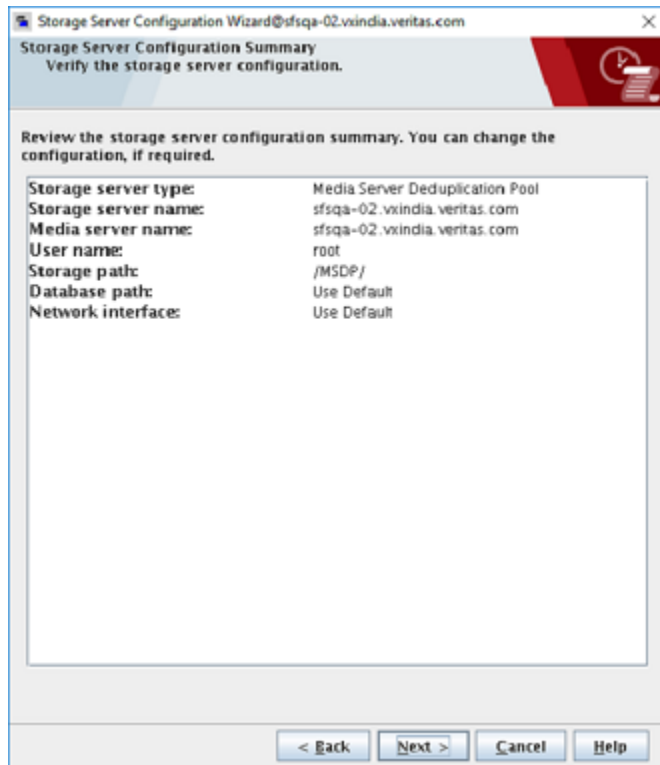 Storage Server Configuration Wizard@sfsqa-02.vxindia.veritas.com
Storage Server Configuration Summary
Verify the storage server configuration.
Review the storage server configuration summary. You can change the
configuration, if required.
Storage server type: Media Server Deduplication Pool
Storage server name: sfsqa-02.vxindia.veritas.com
Media server name: sfsqa-02.vxindia.veritas.com
User name: root
Storage path: /MSDP/
Database path: Use Default
Network interface: Use Default
< Back Next > Cancel Help